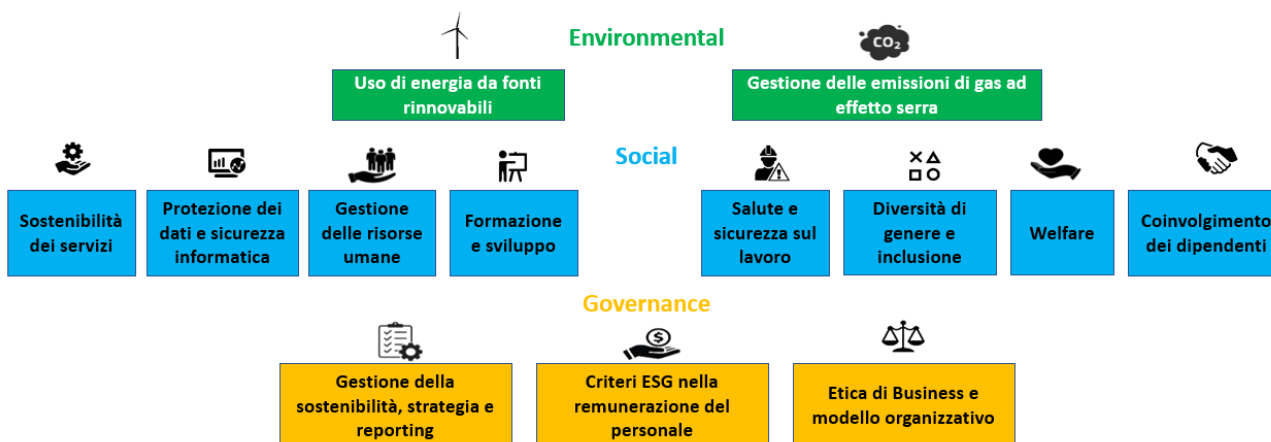 Environmental
CO₂
Uso di energia da fonti
rinnovabili
Gestione delle emissioni di gas ad
effetto serra
Social
Sostenibilità
dei servizi
Protezione dei
dati e sicurezza
informatica
Gestione
delle risorse
umane
Formazione
e sviluppo
Salute e
sicurezza sul
lavoro
Diversità di
genere e
inclusione
Welfare
Coinvolgimento
dei dipendenti
Governance
$
Gestione della
sostenibilità, strategia e
reporting
Criteri ESG nella
remunerazione del
personale
Etica di Business e
modello organizzativo